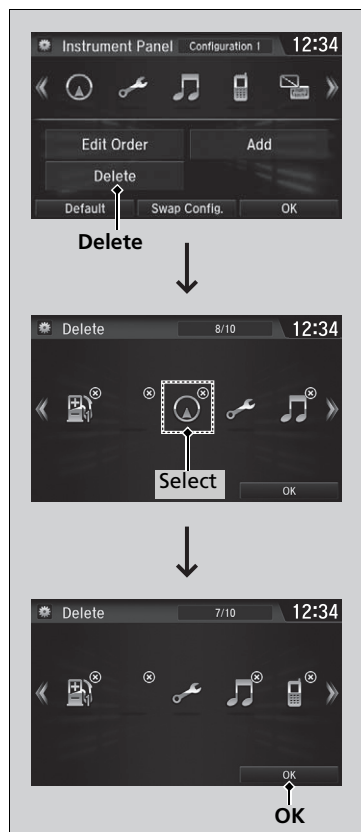 Instrument Panel Configuration 1 12:34
Edit Order Add
Delete
Default Swap Config. OK
Delete
Delete 8/10 12:34
Select
OK
Delete 7/10 12:34
OK
OK